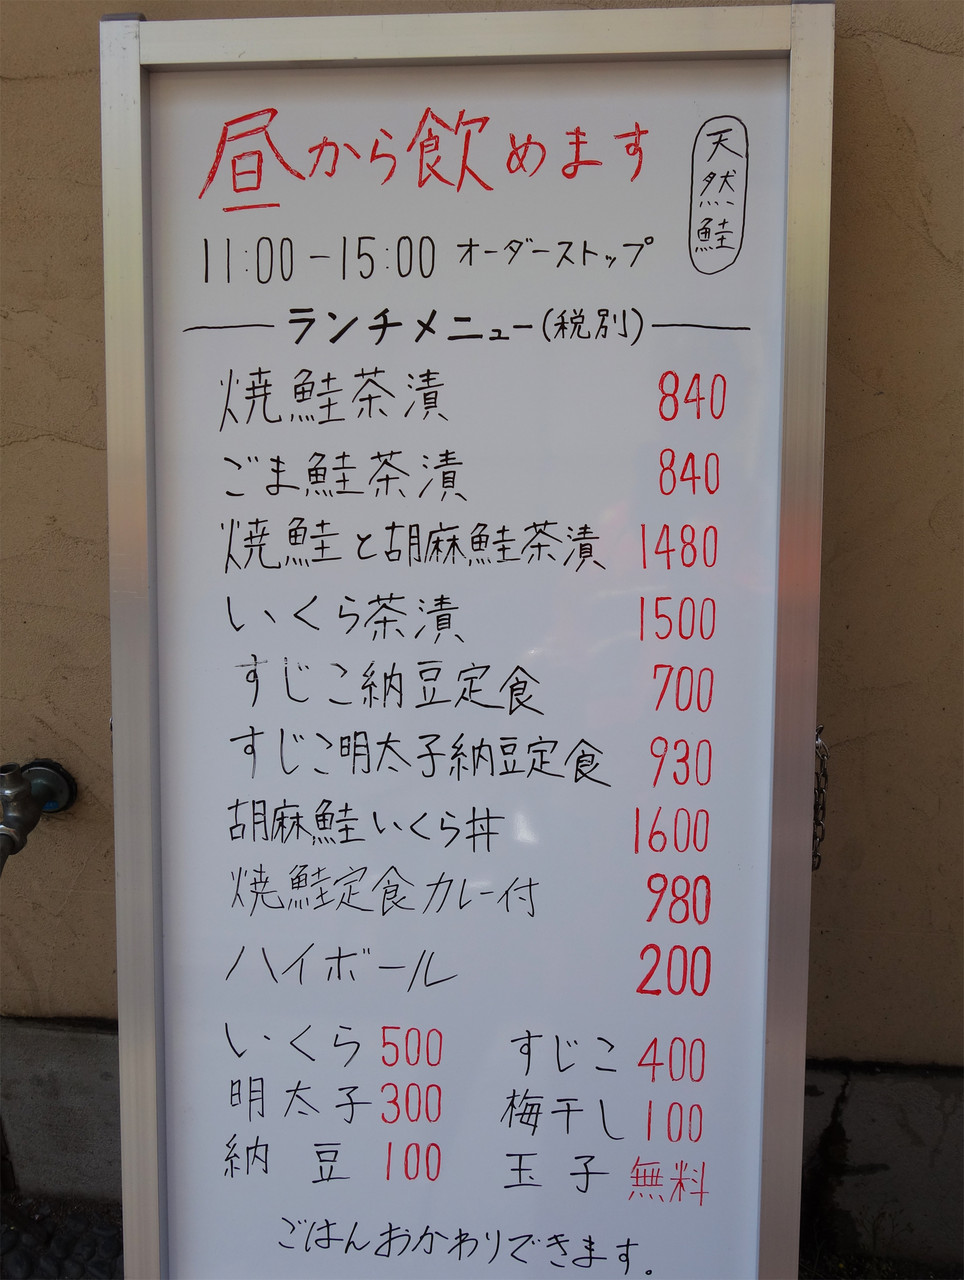 昼から飲めます
天然鮭
11:00-15:00 オーダーストップ
ランチメニュー(税別)
焼鮭茶漬 840
ごま鮭茶漬 840
焼鮭と胡麻鮭茶漬 1480
いくら茶漬 1500
すじこ納豆定食 700
すじこ明太子納豆定食 930
胡麻鮭いくら丼 1600
焼鮭定食カレー付 980
ハイボール 200
いくら 500 すじこ 400
明太子 300 梅干し 100
納豆 100 玉子 無料
ごはんおかわりできます。